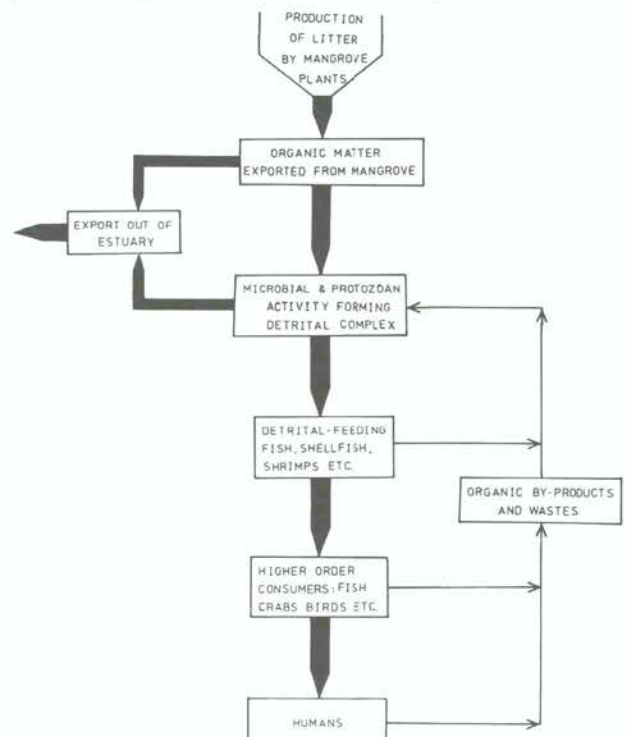 PRODUCTION
OF LITTER
BY MANGROVE
PLANTS
ORGANIC MATTER
EXPORTED FROM MANGROVE
EXPORT OUT OF
ESTUARY
MICROBIAL & PROTOZOAN
ACTIVITY FORMING
DETRITAL COMPLEX
DETRITAL-FEEDING
FISH, SHELLFISH,
SHRIMPS ETC.
ORGANIC BY-PRODUCTS
AND WASTES
HIGHER ORDER
CONSUMERS: FISH
CRABS BIRDS ETC.
HUMANS